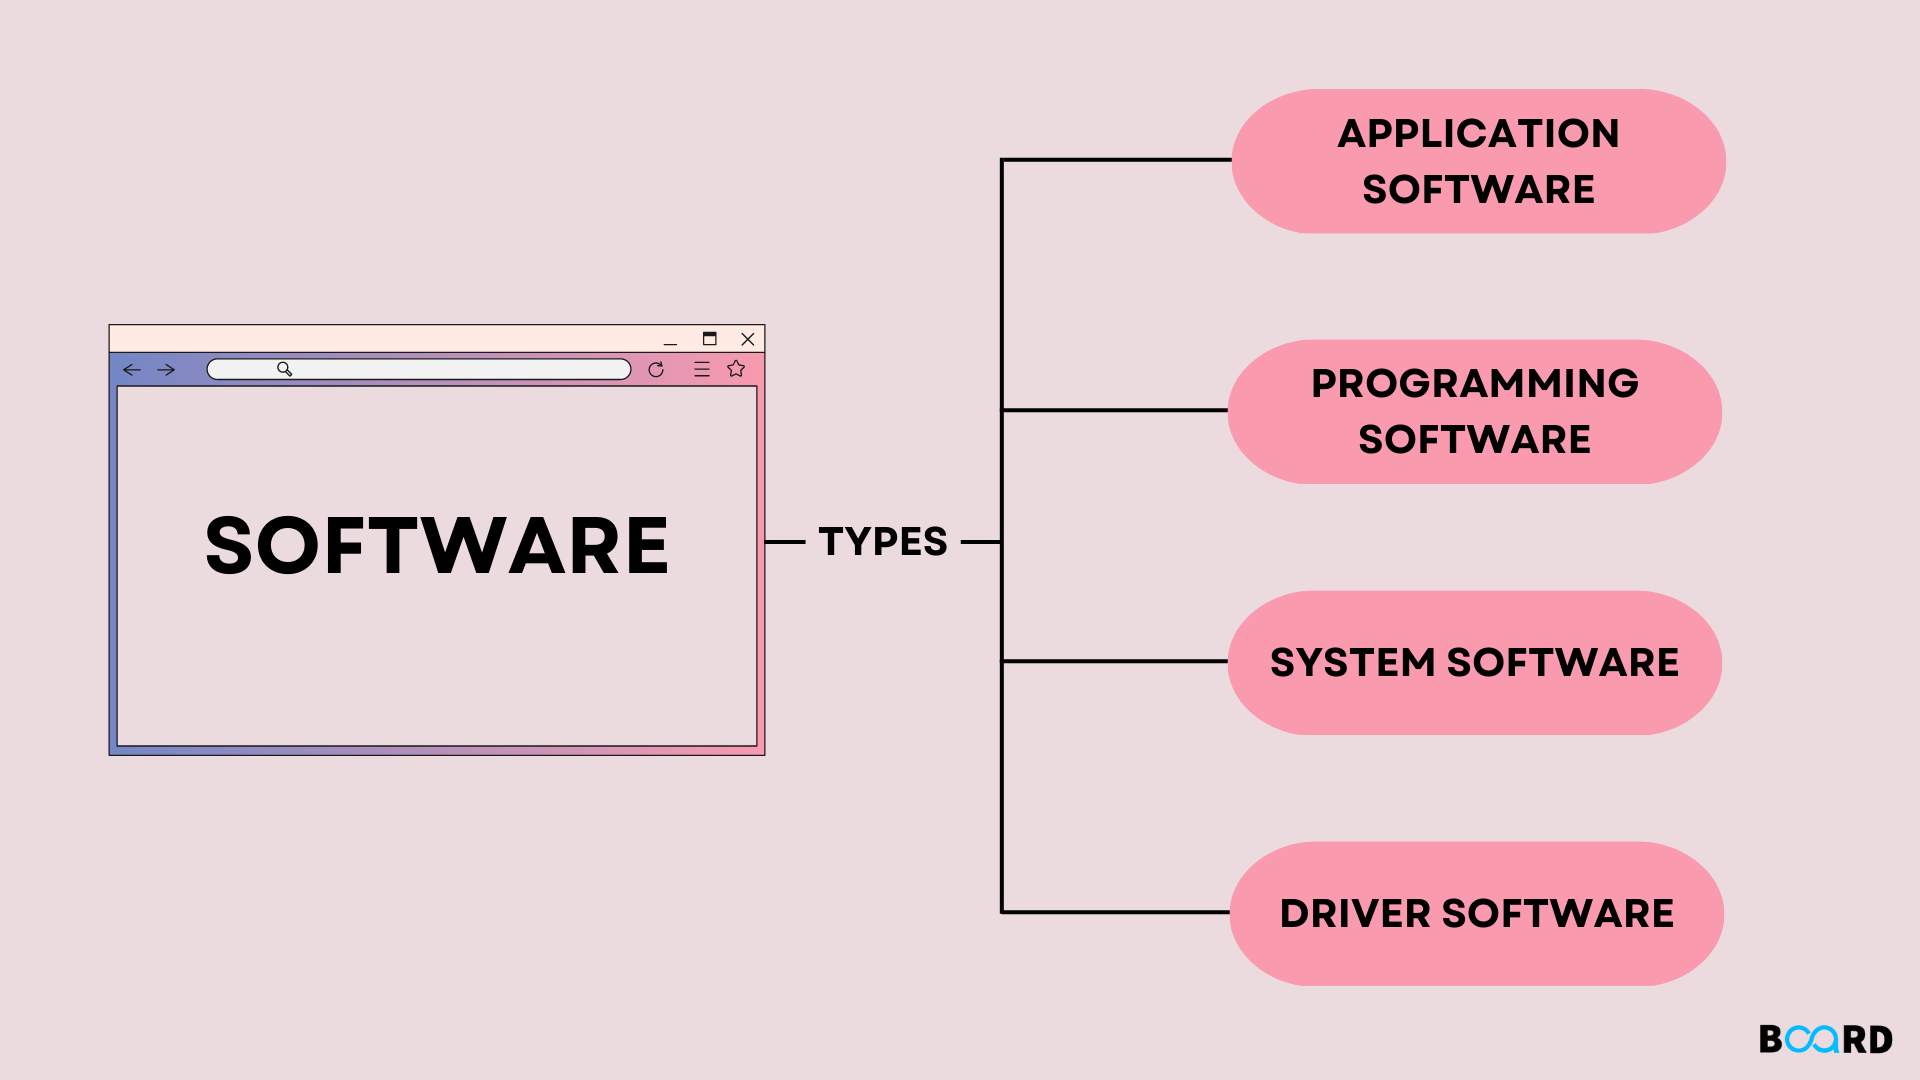 SOFTWARE
TYPES
APPLICATION
SOFTWARE
PROGRAMMING
SOFTWARE
SYSTEM SOFTWARE
DRIVER SOFTWARE
BOARD